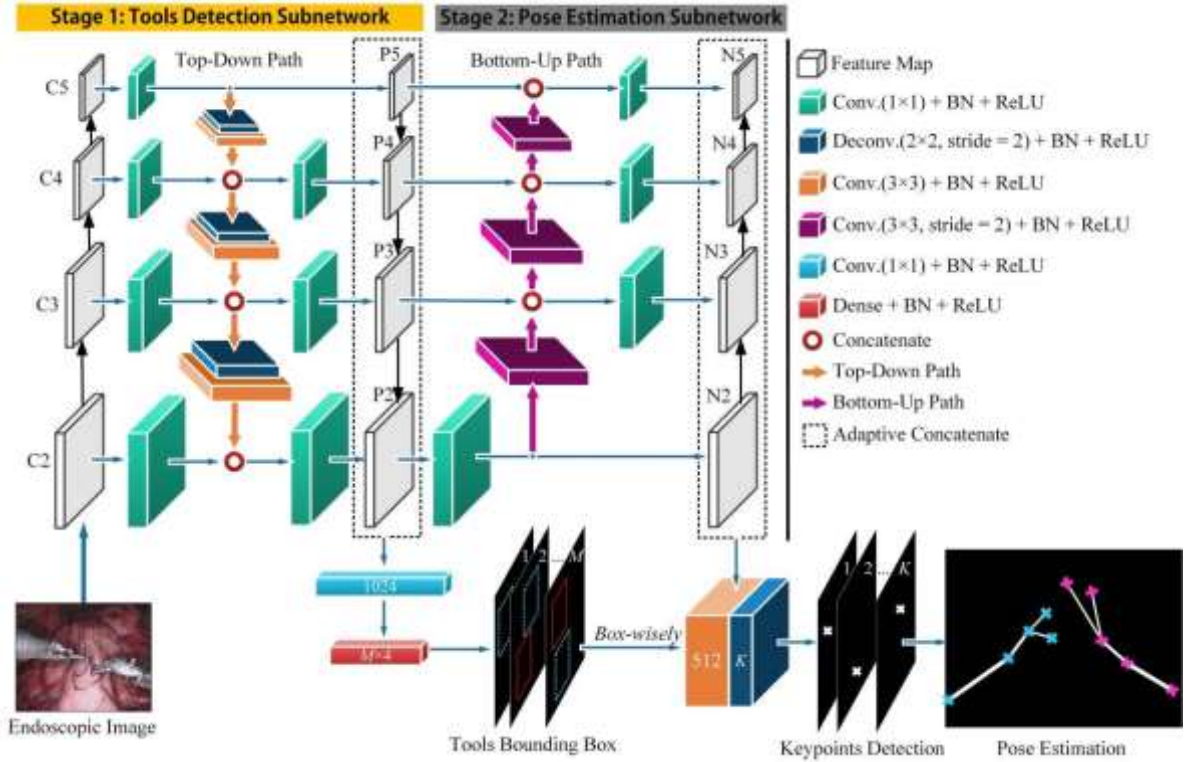 Stage 1: Tools Detection Subnetwork
Stage 2: Pose Estimation Subnetwork
Top-Down Path
Bottom-Up Path
C5
C4
C3
C2
P5
P4
P3
P2
N5
N4
N3
N2
Feature Map
Conv.(1×1) + BN + ReLU
Deconv.(2×2, stride = 2) + BN + ReLU
Conv.(3×3) + BN + ReLU
Conv.(3×3, stride = 2) + BN + ReLU
Conv.(1×1) + BN + ReLU
Dense + BN + ReLU
Concatenate
Top-Down Path
Bottom-Up Path
Adaptive Concatenate
1024
M×4
1 2 ... M
Box-wisely
512
K
1 2 ... K
Endoscopic Image
Tools Bounding Box
Keypoints Detection
Pose Estimation